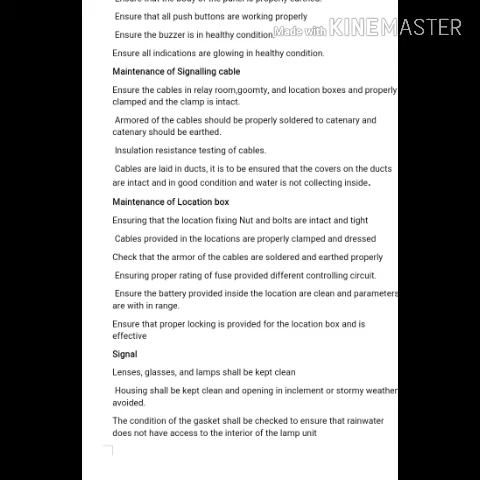 Ensure that the body of the panel is properly earthed.
Ensure that all push buttons are working properly
Made with KINEMASTER
Ensure the buzzer is in healthy condition.
Ensure all indications are glowing in healthy condition.
Maintenance of Signalling cable
Ensure the cables in relay room,goomty, and location boxes and properly
clamped and the clamp is intact.
Armored of the cables should be properly soldered to catenary and
catenary should be earthed.
Insulation resistance testing of cables.
Cables are laid in ducts, it is to be ensured that the covers on the ducts
are intact and in good condition and water is not collecting inside.
Maintenance of Location box
Ensuring that the location fixing Nut and bolts are intact and tight
Cables provided in the locations are properly clamped and dressed
Check that the armor of the cables are soldered and earthed properly
Ensuring proper rating of fuse provided different controlling circuit.
Ensure the battery provided inside the location are clean and parameters
are with in range.
Ensure that proper locking is provided for the location box and is
effective
Signal
Lenses, glasses, and lamps shall be kept clean
Housing shall be kept clean and opening in inclement or stormy weather
avoided.
The condition of the gasket shall be checked to ensure that rainwater
does not have access to the interior of the lamp unit